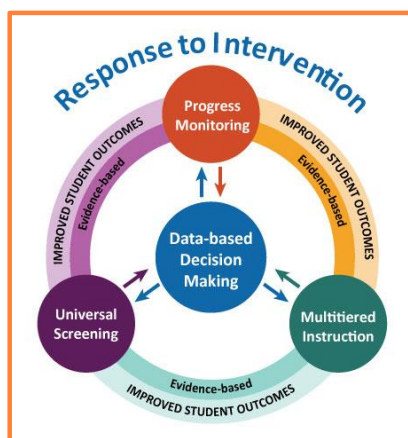 Response to Intervention
Progress
Monitoring
IMPROVED STUDENT OUTCOMES
Evidence-based
IMPROVED STUDENT OUTCOMES
Evidence-based
Data-based
Decision
Making
Universal
Screening
Multitiered
Instruction
Evidence-based
IMPROVED STUDENT OUTCOMES